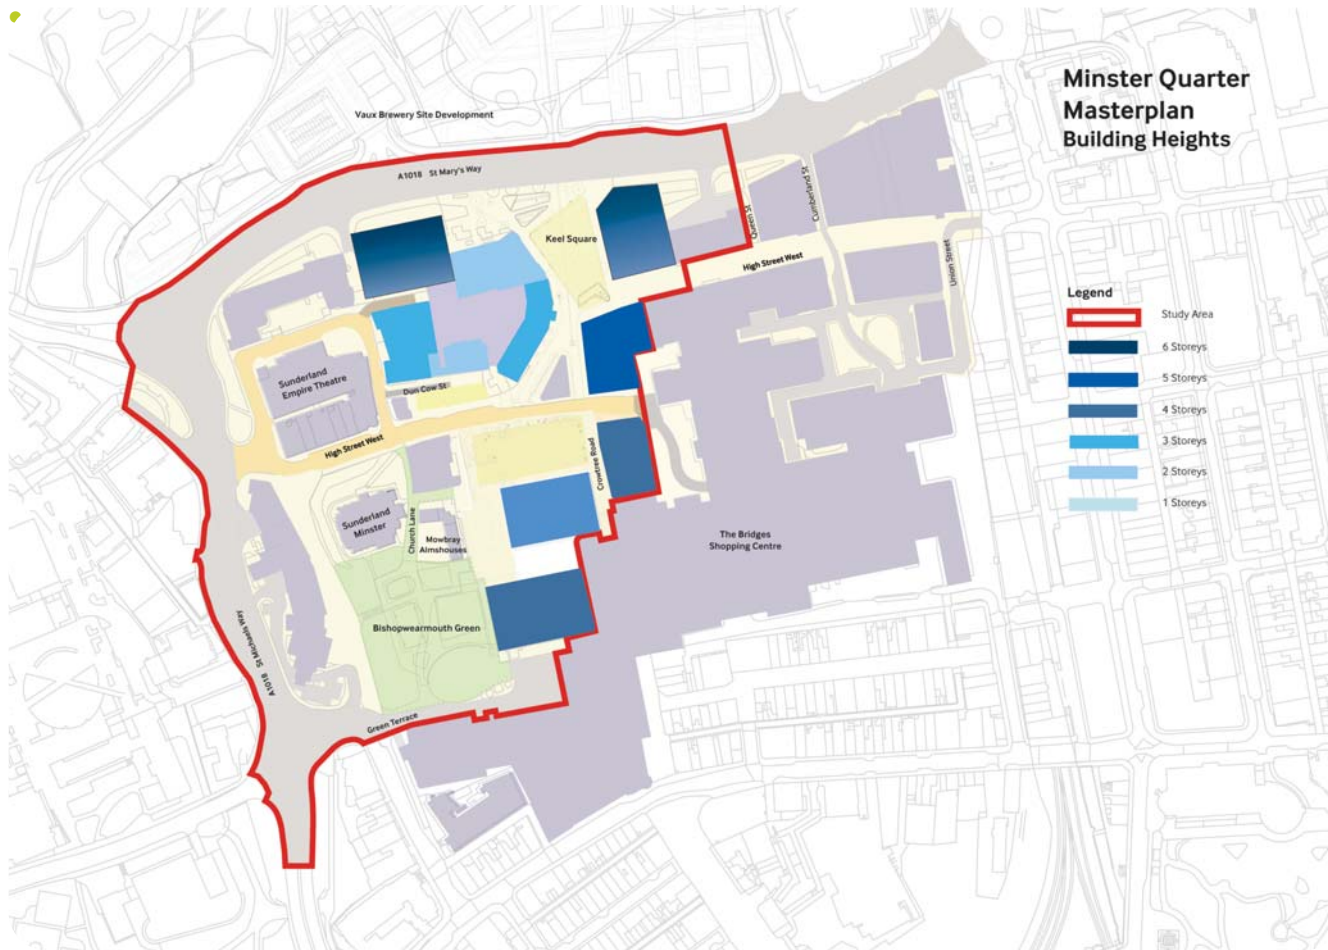 Minster Quarter
Masterplan
Building Heights
Vaux Brewery Site Development
A1018 St Mary's Way
Keel Square
Queen St
Cumberland St
High Street West
Union Street
Legend
Study Area
6 Storeys
5 Storeys
4 Storeys
3 Storeys
2 Storeys
1 Storeys
Sunderland
Empire Theatre
Dun Cow St
High Street West
Crowtree Road
Sunderland
Minster
Church Lane
Mowbray
Almshouses
The Bridges
Shopping Centre
Bishopwearmouth Green
A1018 St Michaels Way
Green Terrace